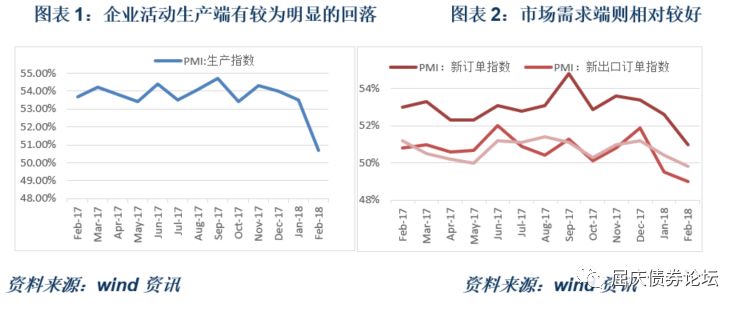 图表 1：企业活动生产端有较为明显的回落
PMI:生产指数
55.00%
54.00%
53.00%
52.00%
51.00%
50.00%
49.00%
48.00%
Feb-17
Mar-17
Apr-17
May-17
Jun-17
Jul-17
Aug-17
Sep-17
Oct-17
Nov-17
Dec-17
Jan-18
Feb-18
资料来源：wind 资讯
图表 2：市场需求端则相对较好
PMI：新订单指数 PMI：新出口订单指数
54%
52%
50%
48%
Feb-17
Mar-17
Apr-17
May-17
Jun-17
Jul-17
Aug-17
Sep-17
Oct-17
Nov-17
Dec-17
Jan-18
Feb-18
资料来源：wind 资讯
屈庆债券论坛